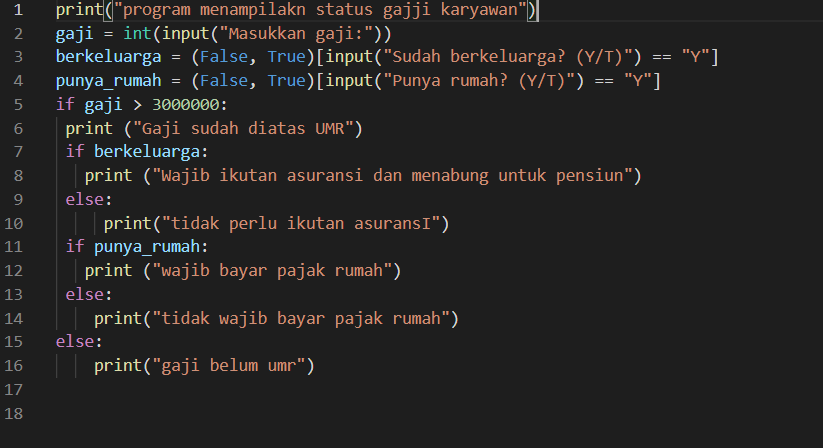 1 print("program menampilakn status gajji karyawan")
2 gaji = int(input("Masukkan gaji:"))
3 berkeluarga = (False, True)[input("Sudah berkeluarga? (Y/T)") == "Y"]
4 punya_rumah = (False, True)[input("Punya rumah? (Y/T)") == "Y"]
5 if gaji > 3000000:
6  print ("Gaji sudah diatas UMR")
7  if berkeluarga:
8    print ("Wajib ikutan asuransi dan menabung untuk pensiun")
9  else:
10      print("tidak perlu ikutan asuransI")
11  if punya_rumah:
12    print ("wajib bayar pajak rumah")
13  else:
14     print("tidak wajib bayar pajak rumah")
15 else:
16     print("gaji belum umr")
17
18